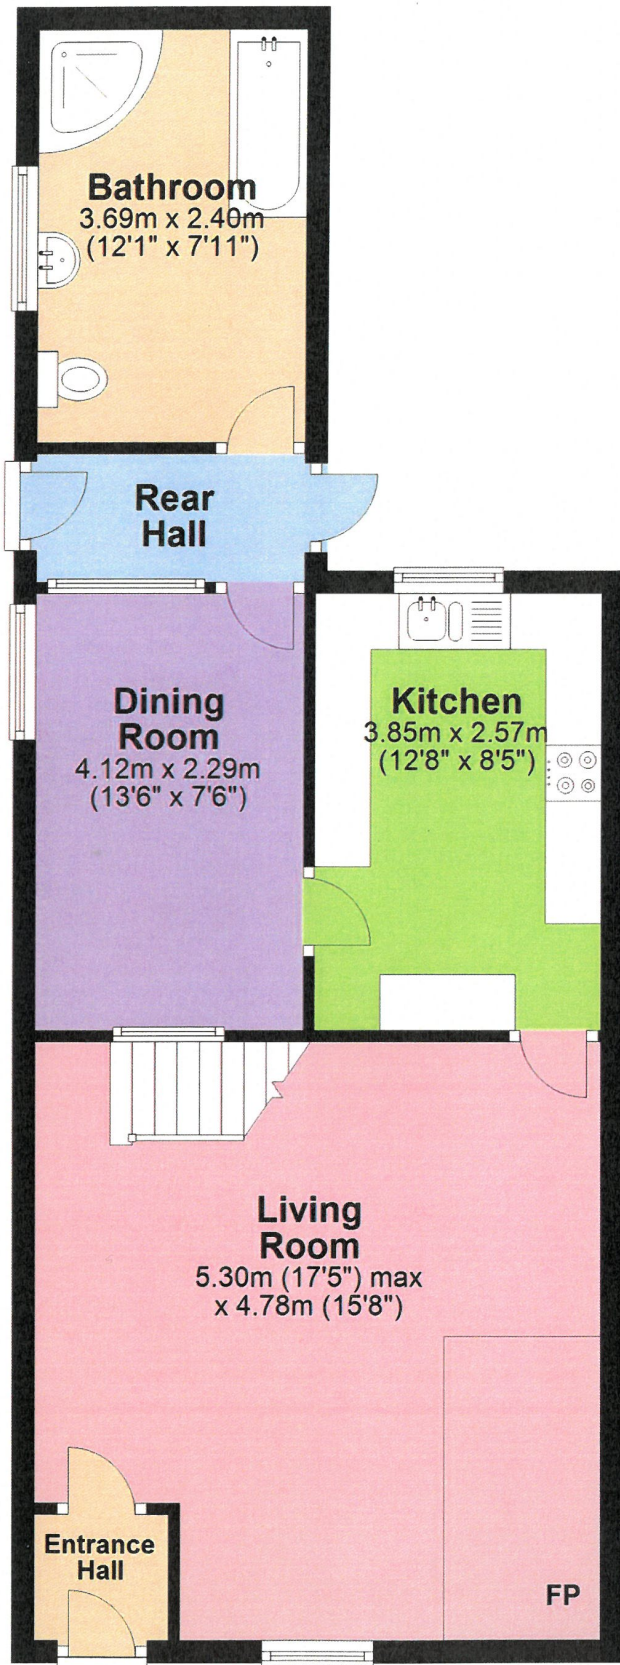 Bathroom
3.69m x 2.40m
(12'1" x 7'11")
Rear
Hall
Dining
Room
4.12m x 2.29m
(13'6" x 7'6")
Kitchen
3.85m x 2.57m
(12'8" x 8'5")
Living
Room
5.30m (17'5") max
x 4.78m (15'8")
Entrance
Hall
FP